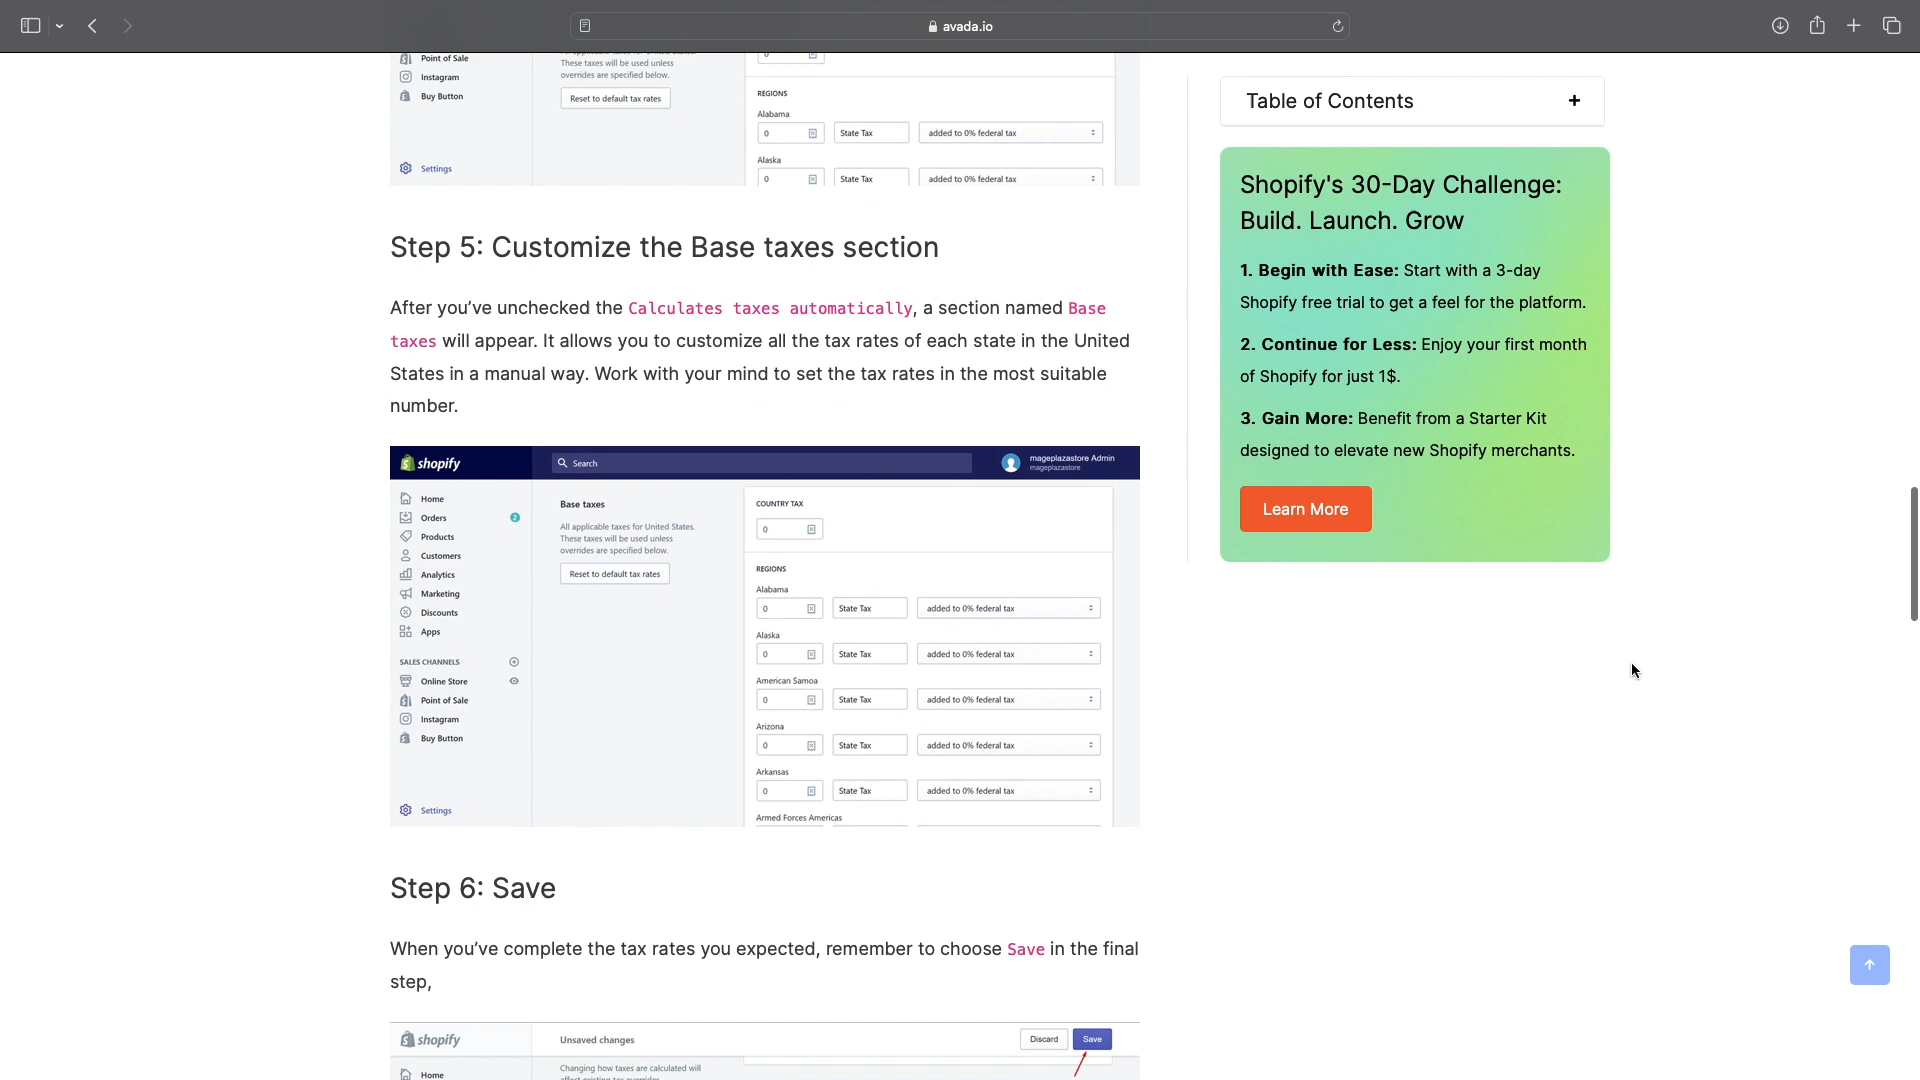 avada.io
Point of Sale
Instagram
Buy Button
Settings
These taxes will be used unless
overrides are specified below.
Reset to default tax rates
0
REGIONS
Alabama
0 State Tax added to 0% federal tax
Alaska
0 State Tax added to 0% federal tax
Step 5: Customize the Base taxes section
After you’ve unchecked the Calculates taxes automatically, a section named Base
taxes will appear. It allows you to customize all the tax rates of each state in the United
States in a manual way. Work with your mind to set the tax rates in the most suitable
number.
shopify
Search
mageplazastore Admin
mageplazastore
Home
Orders 2
Products
Customers
Analytics
Marketing
Discounts
Apps
SALES CHANNELS
Online Store
Point of Sale
Instagram
Buy Button
Settings
Base taxes
All applicable taxes for United States.
These taxes will be used unless
overrides are specified below.
Reset to default tax rates
COUNTRY TAX
0
REGIONS
Alabama
0 State Tax added to 0% federal tax
Alaska
0 State Tax added to 0% federal tax
American Samoa
0 State Tax added to 0% federal tax
Arizona
0 State Tax added to 0% federal tax
Arkansas
0 State Tax added to 0% federal tax
Armed Forces Americas
Step 6: Save
When you’ve complete the tax rates you expected, remember to choose Save in the final
step,
shopify
Unsaved changes
Discard
Save
Home
Changing how taxes are calculated will
Table of Contents +
Shopify's 30-Day Challenge:
Build. Launch. Grow
1. Begin with Ease: Start with a 3-day
Shopify free trial to get a feel for the platform.
2. Continue for Less: Enjoy your first month
of Shopify for just 1$.
3. Gain More: Benefit from a Starter Kit
designed to elevate new Shopify merchants.
Learn More